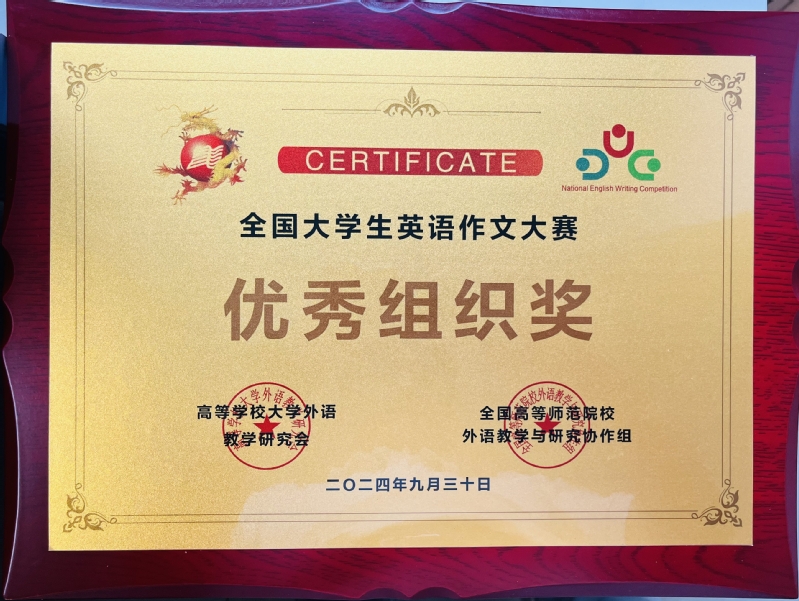 CERTIFICATE
National English Writing Competition
全国大学生英语作文大赛
优秀组织奖
高等学校大学外语
教学研究会
全国高等师范院校
外语教学与研究协作组
二〇二四年九月三十日